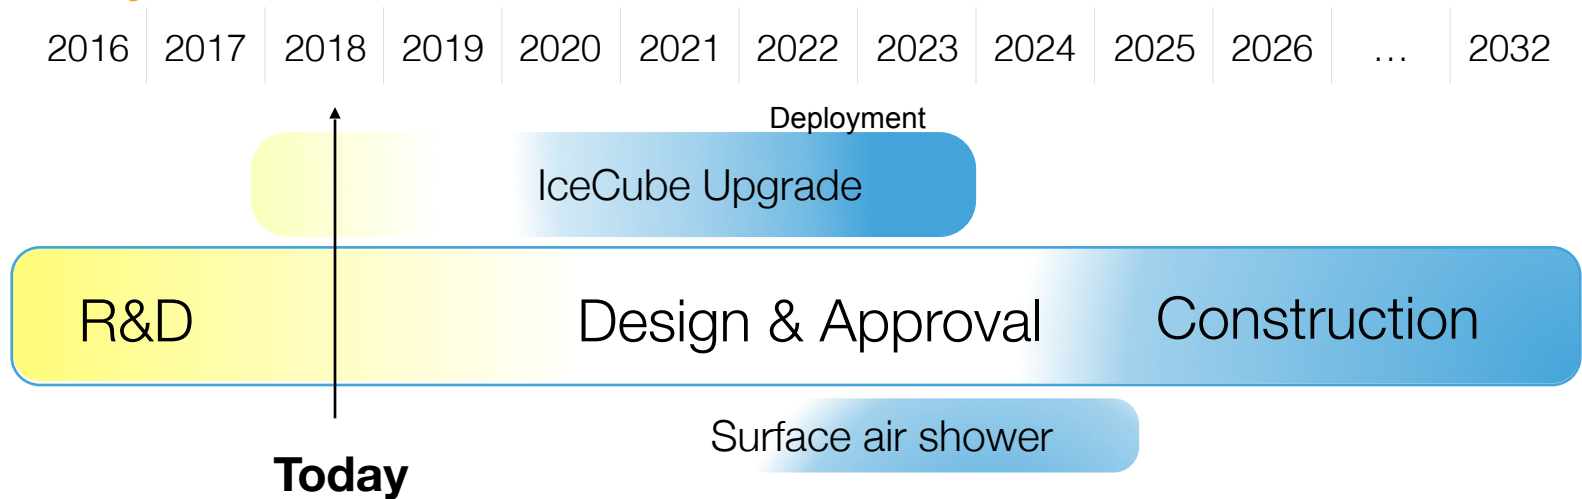 2016 2017 2018 2019 2020 2021 2022 2023 2024 2025 2026 ... 2032
Deployment
IceCube Upgrade
R&D Design & Approval Construction
Surface air shower
Today